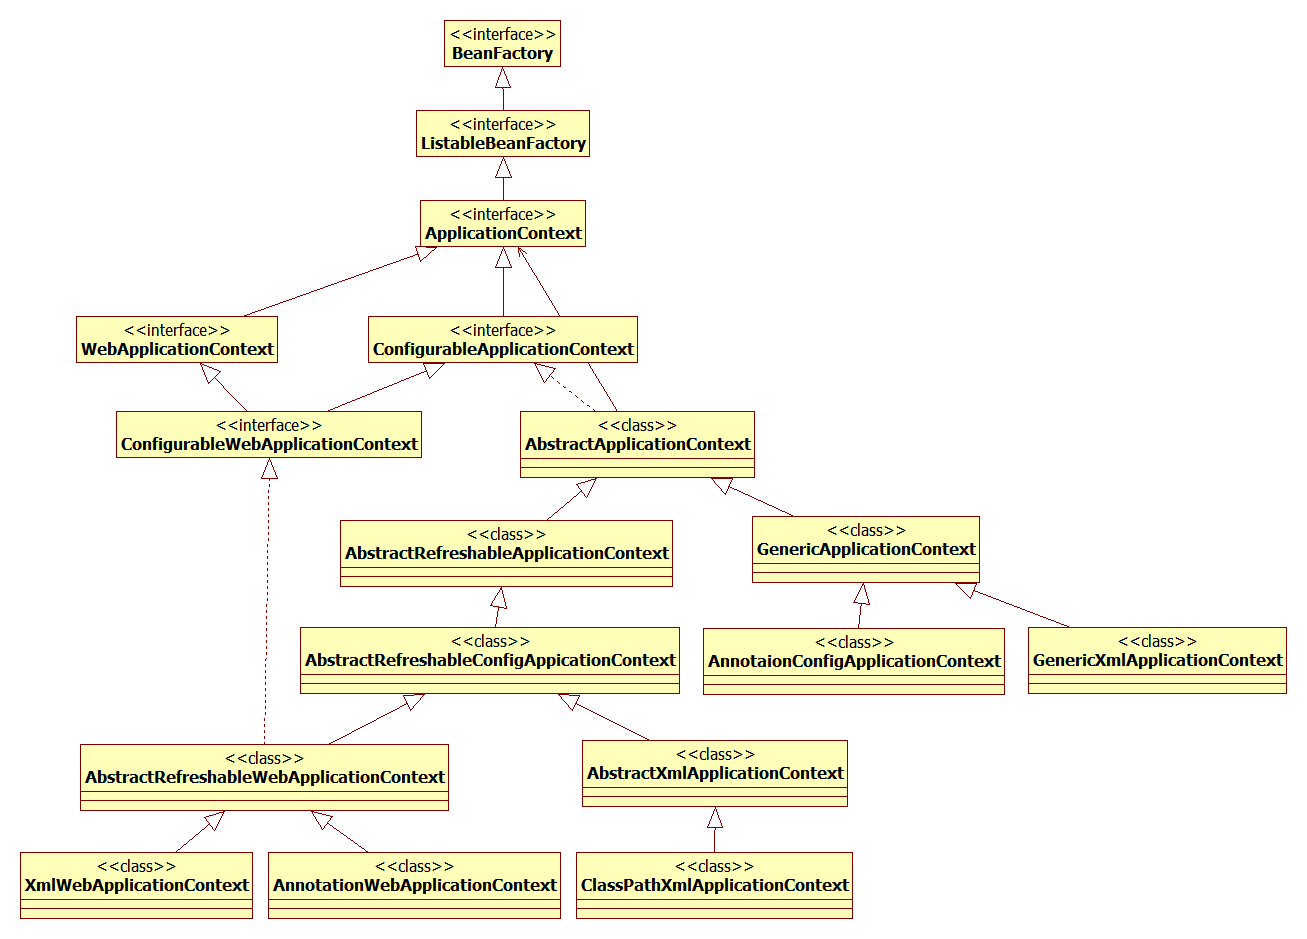 <<interface>>
BeanFactory
<<interface>>
ListableBeanFactory
<<interface>>
ApplicationContext
<<interface>>
WebApplicationContext
<<interface>>
ConfigurableApplicationContext
<<interface>>
ConfigurableWebApplicationContext
<<class>>
AbstractApplicationContext
<<class>>
AbstractRefreshableApplicationContext
<<class>>
GenericApplicationContext
<<class>>
AbstractRefreshableConfigAppicationContext
<<class>>
AnnotaionConfigApplicationContext
<<class>>
GenericXmlApplicationContext
<<class>>
AbstractRefreshableWebApplicationContext
<<class>>
AbstractXmlApplicationContext
<<class>>
XmlWebApplicationContext
<<class>>
AnnotationWebApplicationContext
<<class>>
ClassPathXmlApplicationContext